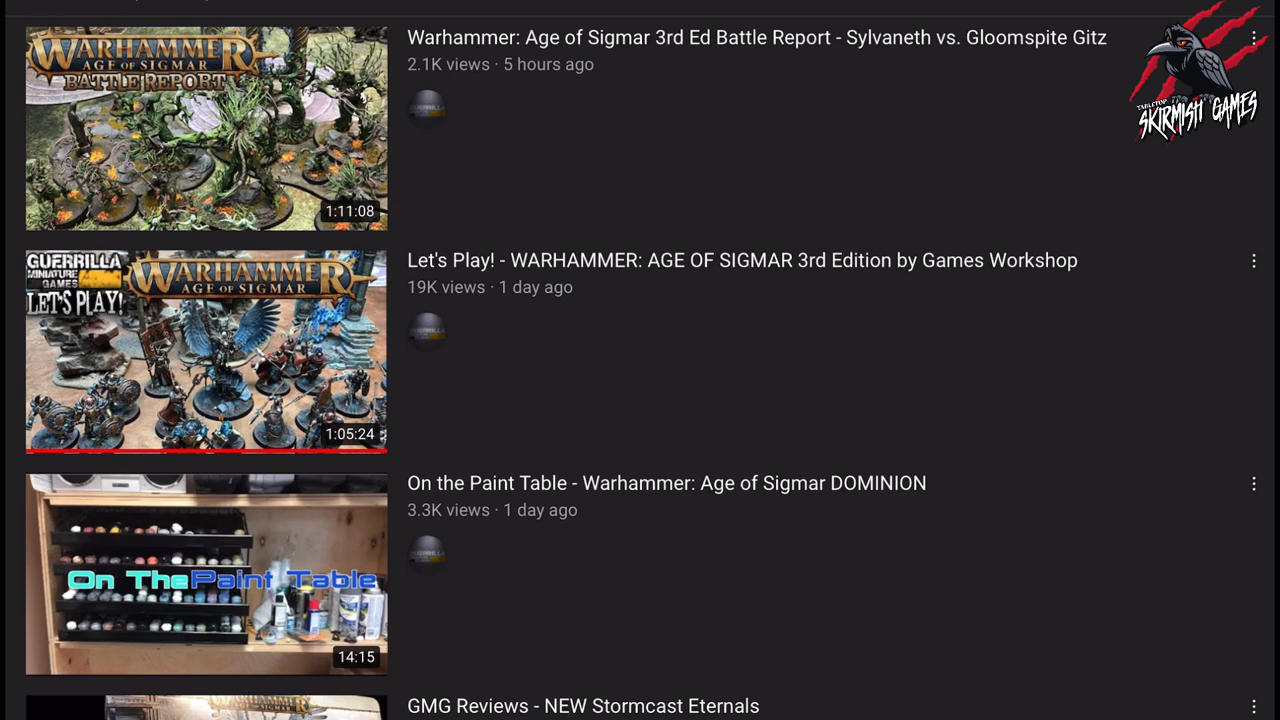 WARHAMMER
AGE OF SIGMAR
BATTLE REPORT
1:11:08
Warhammer: Age of Sigmar 3rd Ed Battle Report - Sylvaneth vs. Gloomspite Gitz
2.1K views · 5 hours ago
TABLETOP
SKIRMISH GAMES
GUERRILLA
MINIATURE
GAMES
LET'S PLAY!
WARHAMMER
AGE OF SIGMAR
1:05:24
Let's Play! - WARHAMMER: AGE OF SIGMAR 3rd Edition by Games Workshop
19K views · 1 day ago
On The Paint Table
14:15
On the Paint Table - Warhammer: Age of Sigmar DOMINION
3.3K views · 1 day ago
WARHAMMER
AGE OF SIGMAR
GMG Reviews - NEW Stormcast Eternals